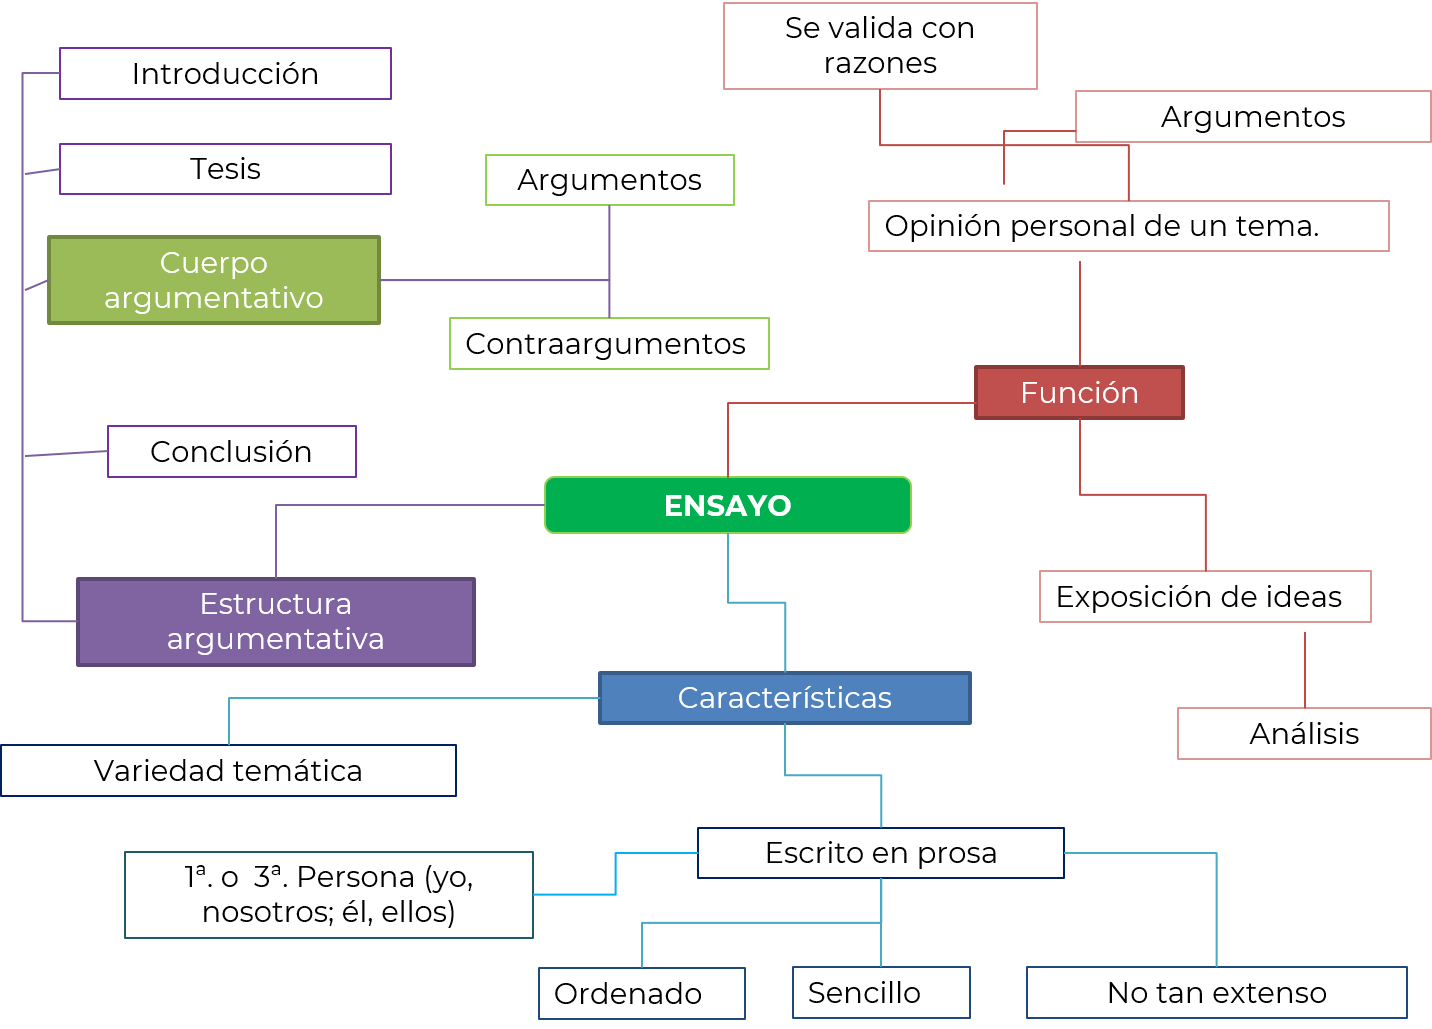 Se valida con
razones
Introducción
Argumentos
Tesis
Argumentos
Opinión personal de un tema.
Cuerpo
argumentativo
Contraargumentos
Función
Conclusión
ENSAYO
Estructura
argumentativa
Exposición de ideas
Características
Análisis
Variedad temática
Escrito en prosa
1ª. o  3ª. Persona (yo,
nosotros; él, ellos)
Ordenado
Sencillo
No tan extenso